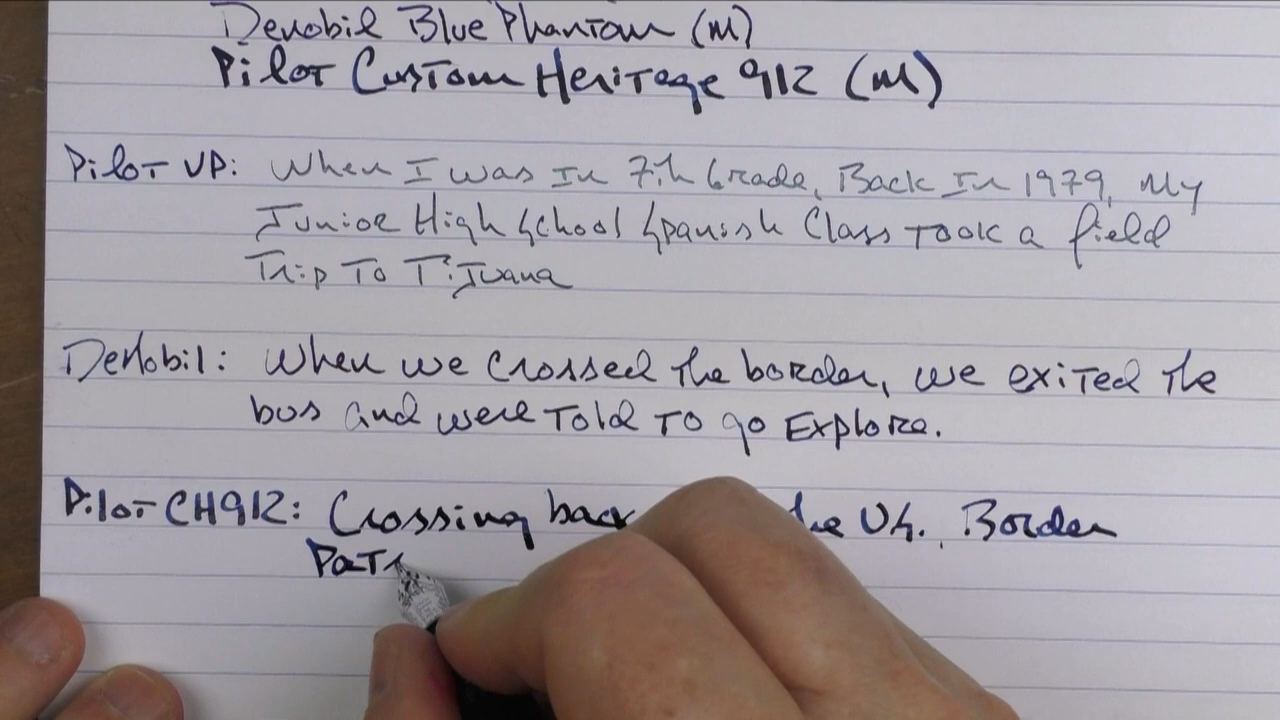 Denobil Blue Phantom (M)
Pilot Custom Heritage 912 (M)
Pilot VP: When I was In 7th Grade, Back In 1979, My
Junior High School Spanish Class Took a field
Trip To Tijuana
Denobil: When we crossed the border, we exited the
bus and were Told To go Explore.
Pilot CH912: Crossing back the U.S. Border
Pat